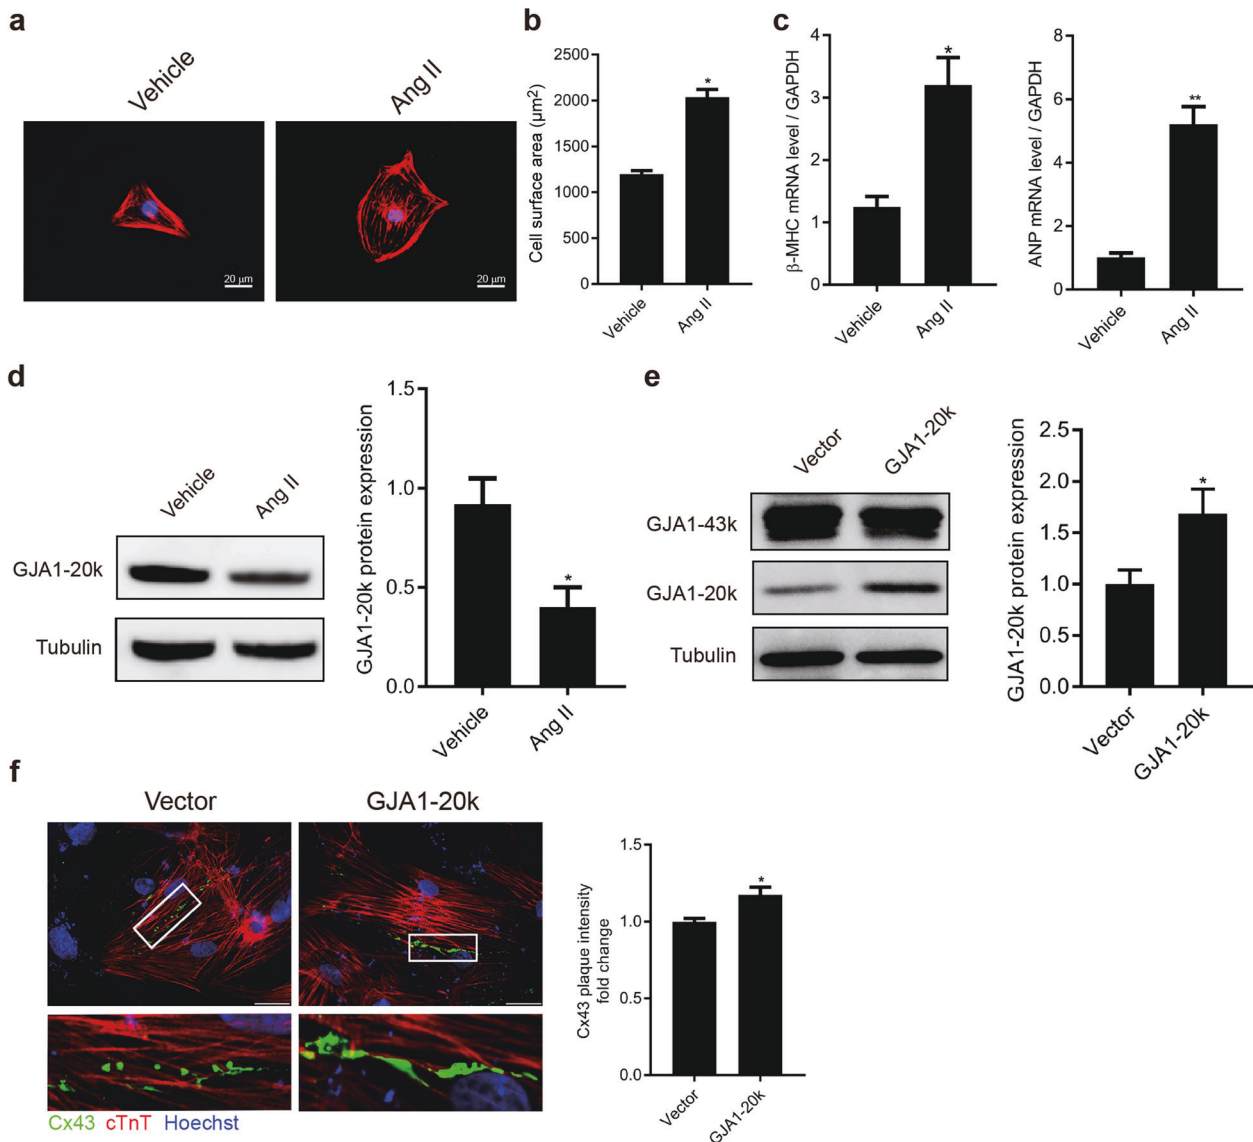 a
Vehicle
Ang II
20 μm
20 μm
b
Cell surface area (μm²)
2500
2000
1500
1000
500
0
*
Vehicle
Ang II
c
β-MHC mRNA level / GAPDH
4
3
2
1
0
*
Vehicle
Ang II
ANP mRNA level / GAPDH
8
6
4
2
0
**
Vehicle
Ang II
d
Vehicle
Ang II
GJA1-20k
Tubulin
GJA1-20k protein expression
1.5
1.0
0.5
0.0
*
Vehicle
Ang II
e
Vector
GJA1-20k
GJA1-43k
GJA1-20k
Tubulin
GJA1-20k protein expression
2.5
2.0
1.5
1.0
0.5
0.0
*
Vector
GJA1-20k
f
Vector
GJA1-20k
Cx43 cTnT Hoechst
Cx43 plaque intensity
fold change
1.5
1.0
0.5
0.0
*
Vector
GJA1-20k